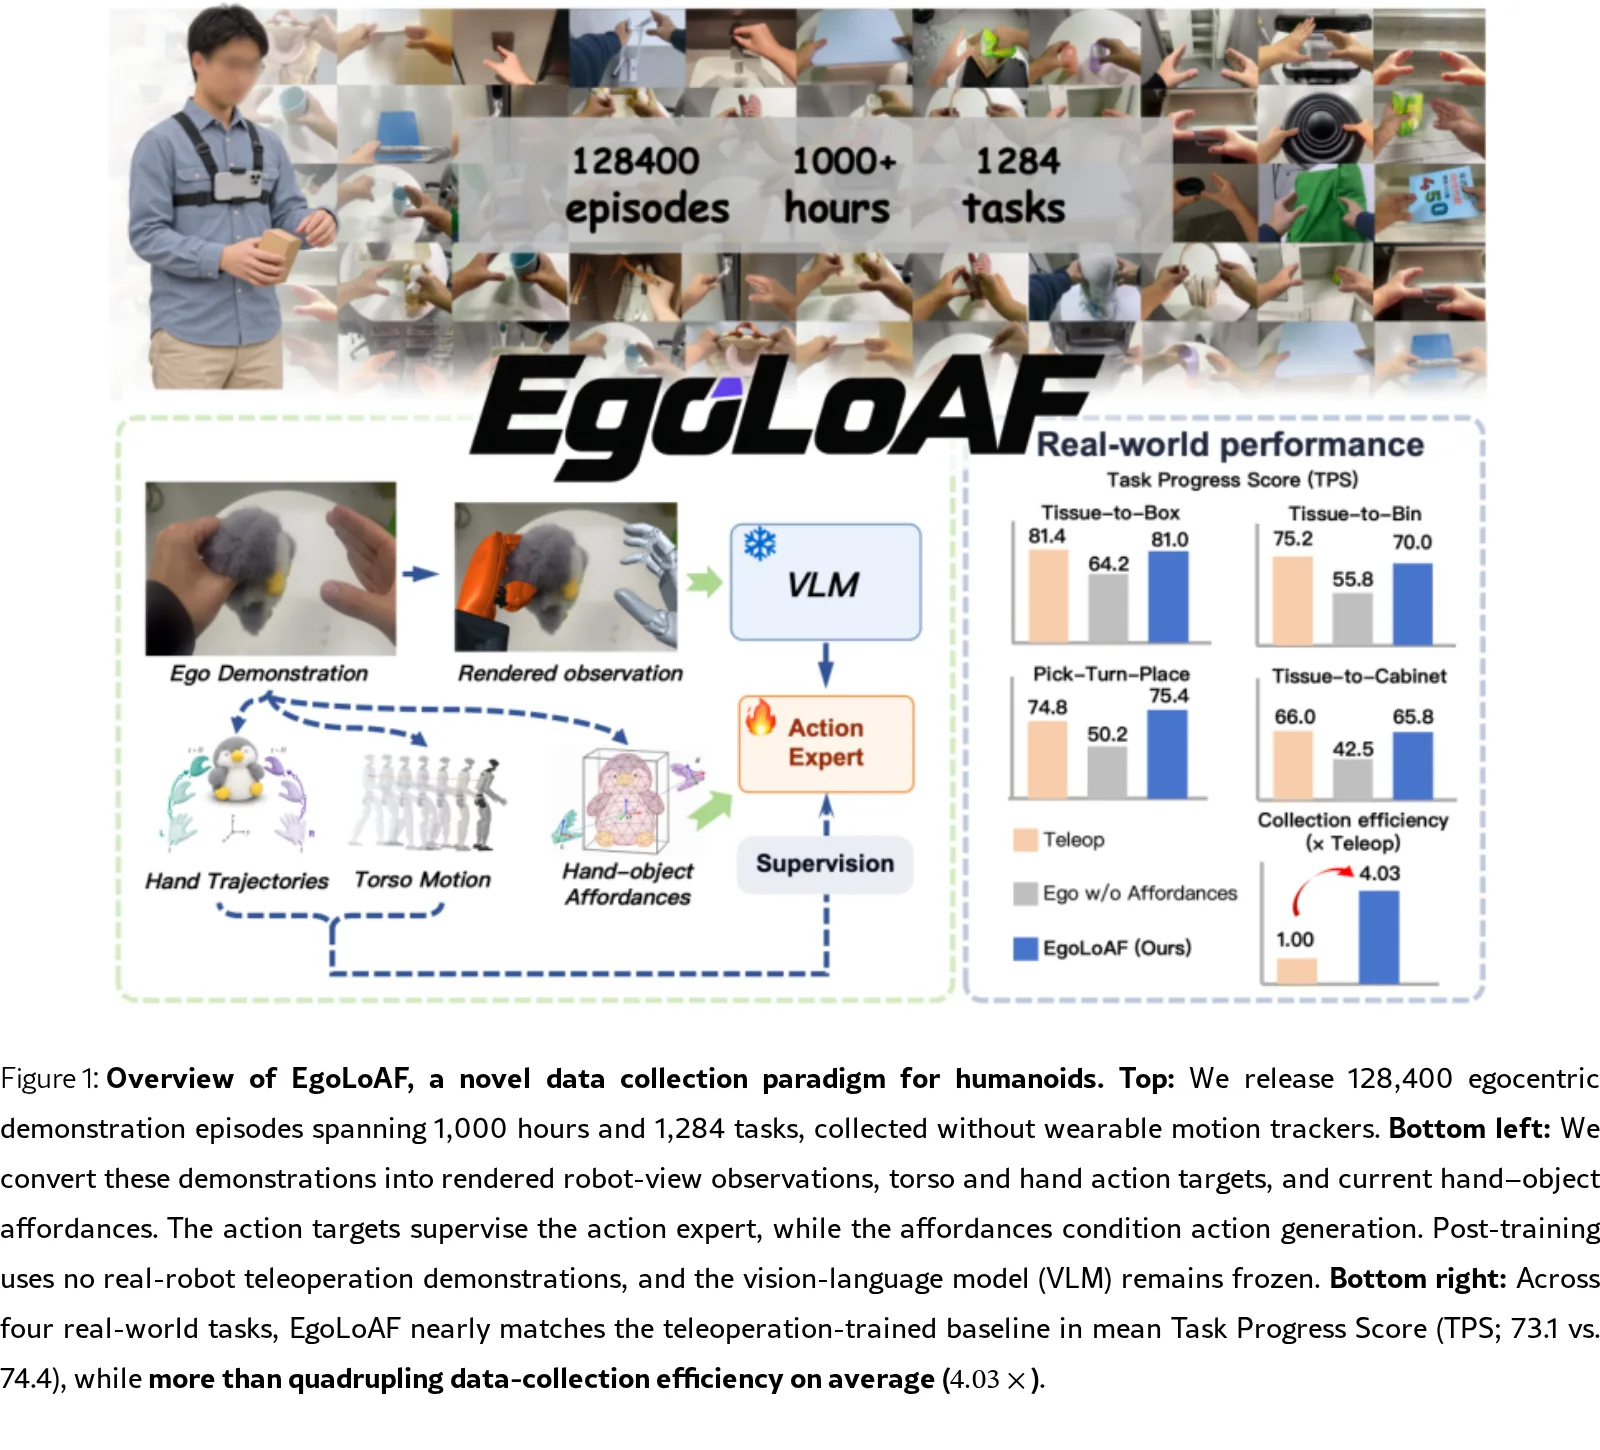 128400 episodes
1000+ hours
1284 tasks
EgoLoAF
Ego Demonstration
Rendered observation
VLM
Action Expert
Supervision
Hand Trajectories
Torso Motion
Hand-object Affordances
Real-world performance
Task Progress Score (TPS)
Tissue-to-Box
81.4
64.2
81.0
Tissue-to-Bin
75.2
55.8
70.0
Pick-Turn-Place
74.8
50.2
75.4
Tissue-to-Cabinet
66.0
42.5
65.8
Teleop
Ego w/o Affordances
EgoLoAF (Ours)
Collection efficiency
(× Teleop)
1.00
4.03
Figure 1: Overview of EgoLoAF, a novel data collection paradigm for humanoids. Top: We release 128,400 egocentric
demonstration episodes spanning 1,000 hours and 1,284 tasks, collected without wearable motion trackers. Bottom left: We
convert these demonstrations into rendered robot-view observations, torso and hand action targets, and current hand–object
affordances. The action targets supervise the action expert, while the affordances condition action generation. Post-training
uses no real-robot teleoperation demonstrations, and the vision-language model (VLM) remains frozen. Bottom right: Across
four real-world tasks, EgoLoAF nearly matches the teleoperation-trained baseline in mean Task Progress Score (TPS; 73.1 vs.
74.4), while more than quadrupling data-collection efficiency on average (4.03 ×).